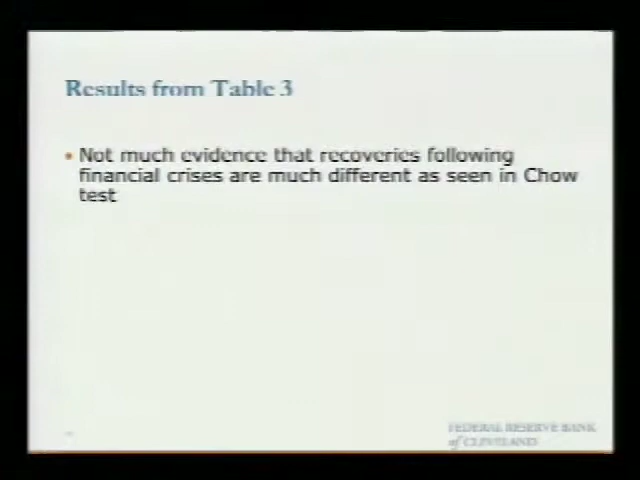 Results from Table 3
• Not much evidence that recoveries following
financial crises are much different as seen in Chow
test
FEDERAL RESERVE BANK
of CLEVELAND